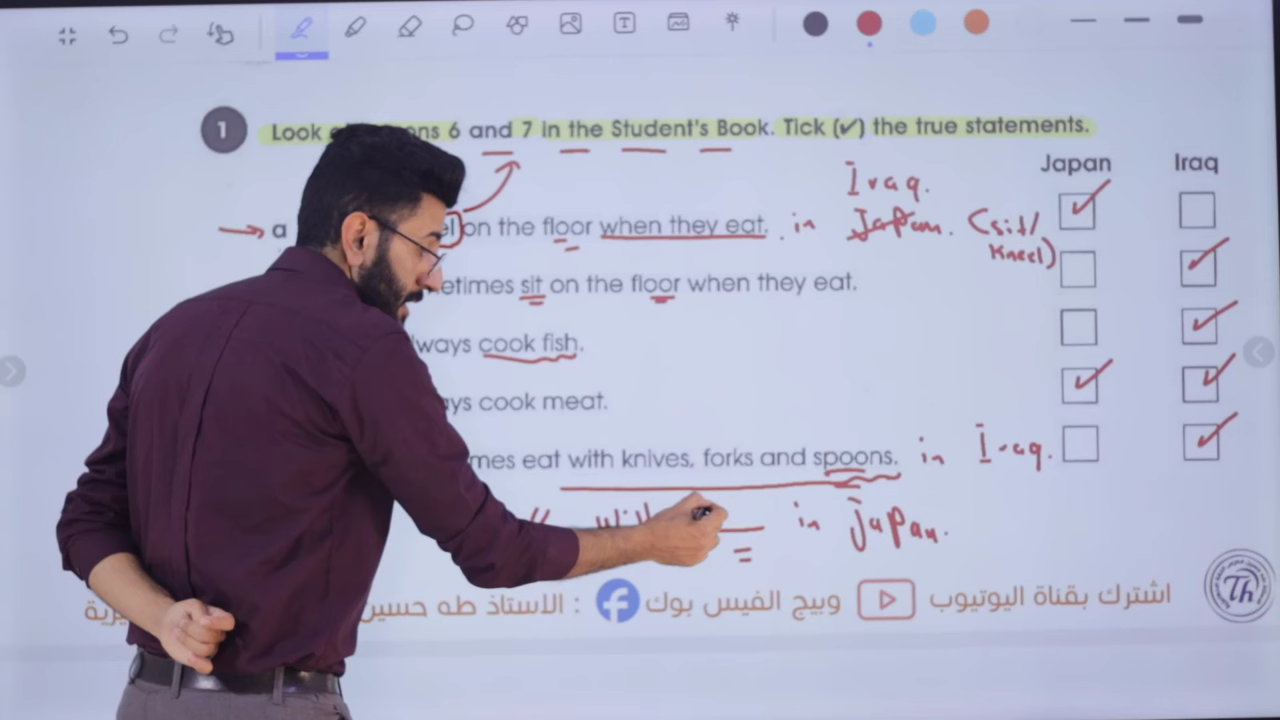 1 Look ons 6 and 7 in the Student's Book. Tick (✔) the true statements.
Japan Iraq
Iraq.
a on the floor when they eat. in Japan. (sit/
Kneel)
etimes sit on the floor when they eat.
lways cook fish.
ays cook meat.
mes eat with knives, forks and spoons. in Iraq.
in Japan.
اشترك بقناة اليوتيوب وبيج الفيس بوك : الاستاذ طه حسين
Th